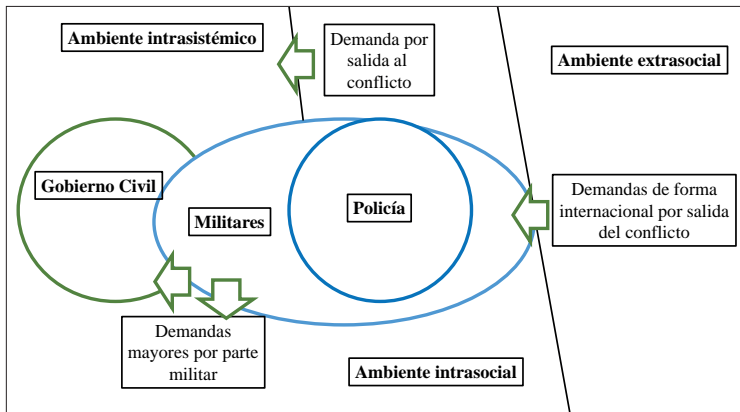 Ambiente intrasistémico
Demanda por
salida al
conflicto
Ambiente extrasocial
Gobierno Civil
Militares
Policía
Demandas de forma
internacional por salida
del conflicto
Demandas
mayores por parte
militar
Ambiente intrasocial